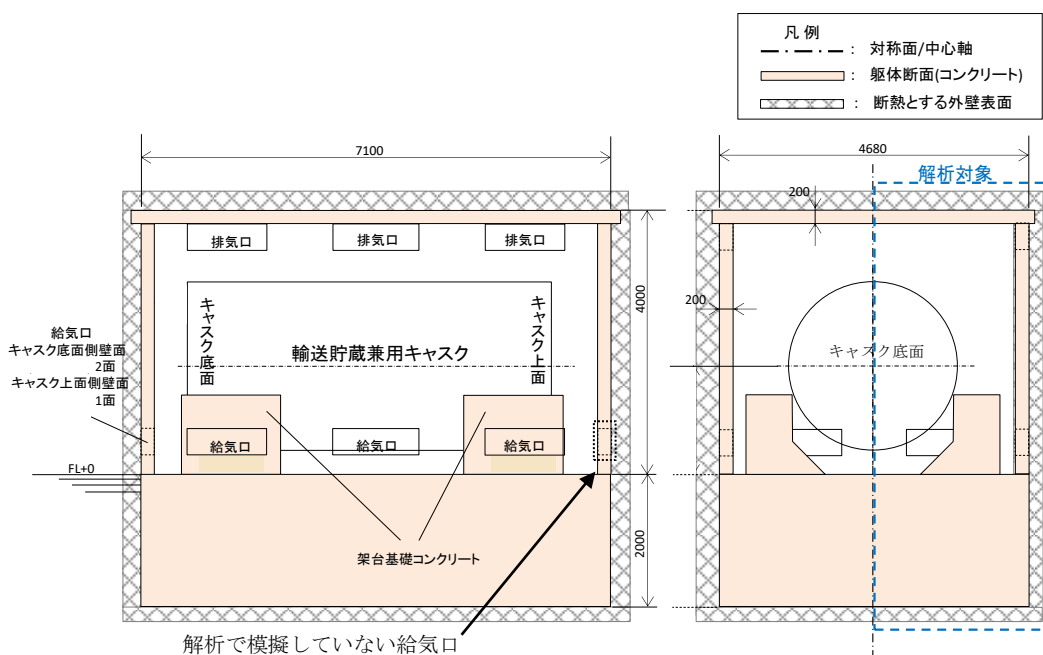 凡 例
： 対称面/中心軸
： 躯体断面(コンクリート)
： 断熱とする外壁表面
7100
4680
解析対象
200
排気口
排気口
排気口
4000
キャスク底面
キャスク上面
200
給気口
キャスク底面側壁面
2面
キャスク上面側壁面
1面
輸送貯蔵兼用キャスク
キャスク底面
給気口
給気口
給気口
FL+0
2000
架台基礎コンクリート
解析で模擬していない給気口